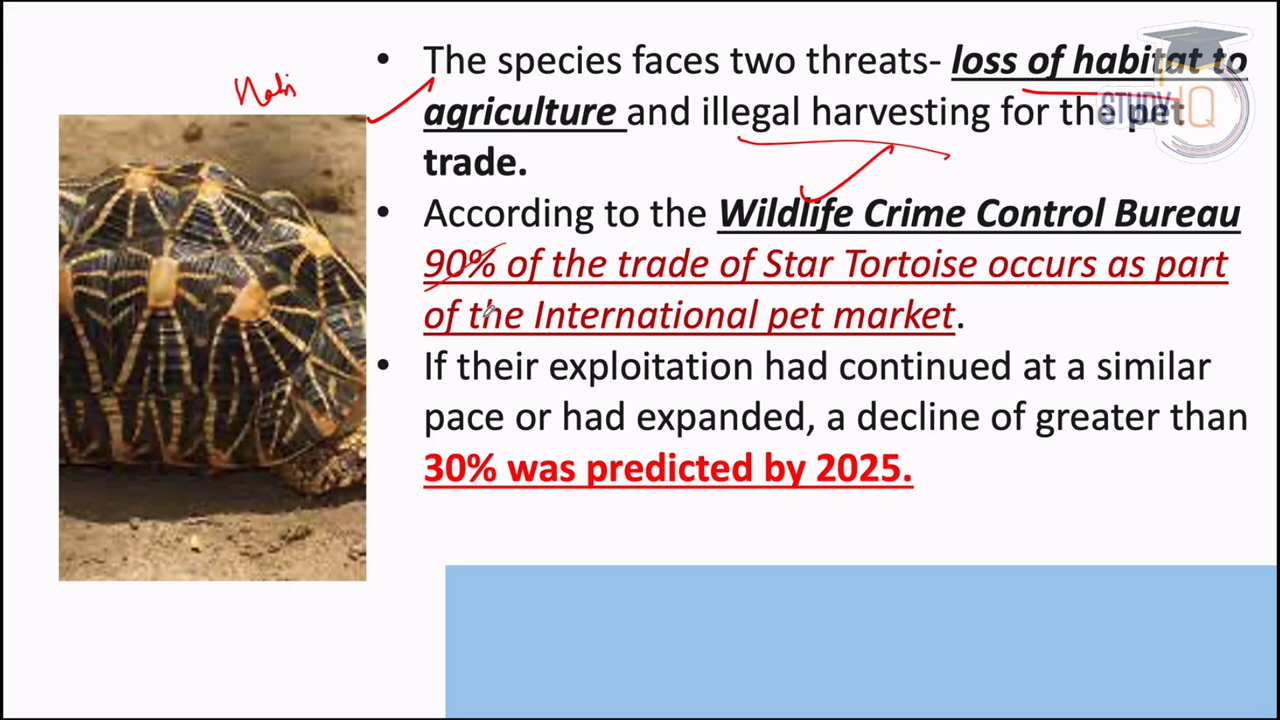 The species faces two threats- loss of habitat to
agriculture and illegal harvesting for the pet
trade.
According to the Wildlife Crime Control Bureau
90% of the trade of Star Tortoise occurs as part
of the International pet market.
If their exploitation had continued at a similar
pace or had expanded, a decline of greater than
30% was predicted by 2025.
STUDY IQ